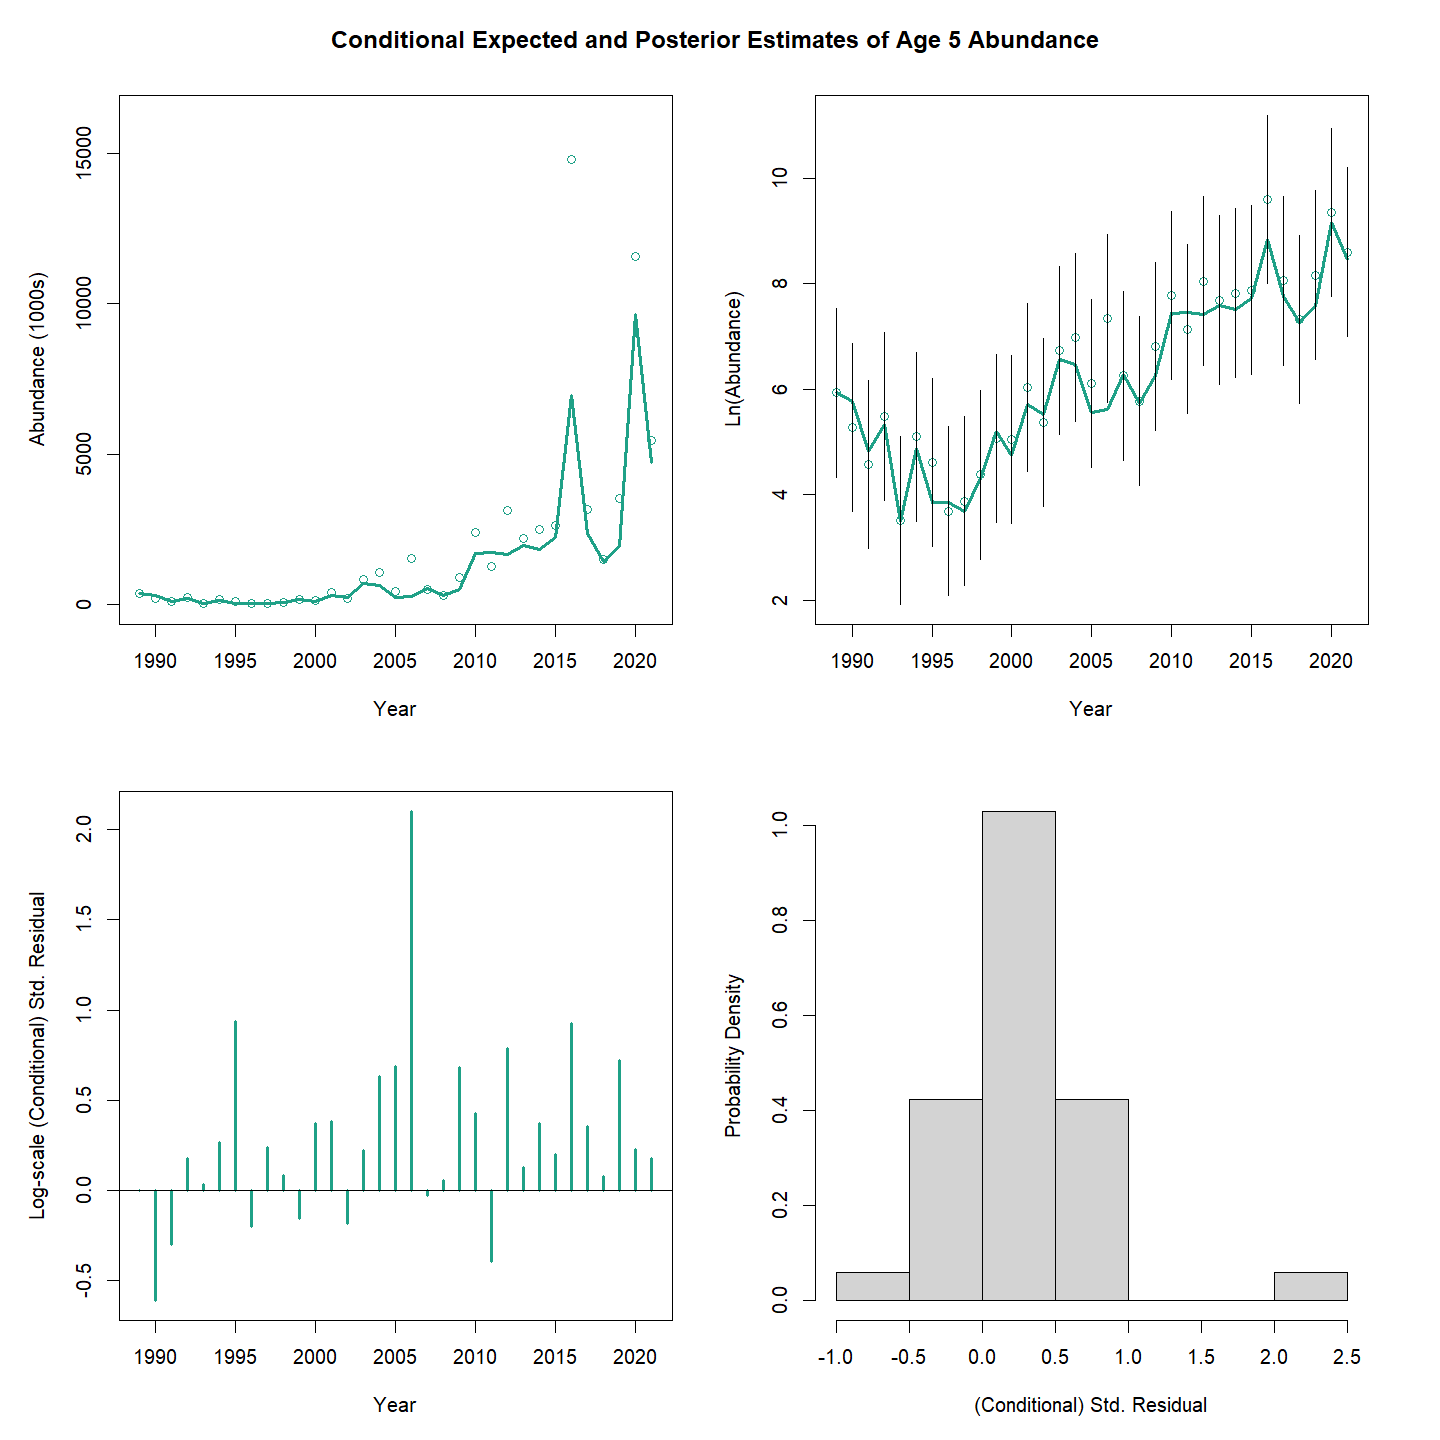 Conditional Expected and Posterior Estimates of Age 5 Abundance
Abundance (1000s)
15000
10000
5000
0
1990 1995 2000 2005 2010 2015 2020
Year
Ln(Abundance)
10
8
6
4
2
1990 1995 2000 2005 2010 2015 2020
Year
Log-scale (Conditional) Std. Residual
2.0
1.5
1.0
0.5
0.0
-0.5
1990 1995 2000 2005 2010 2015 2020
Year
Probability Density
1.0
0.8
0.6
0.4
0.2
0.0
-1.0 -0.5 0.0 0.5 1.0 1.5 2.0 2.5
(Conditional) Std. Residual